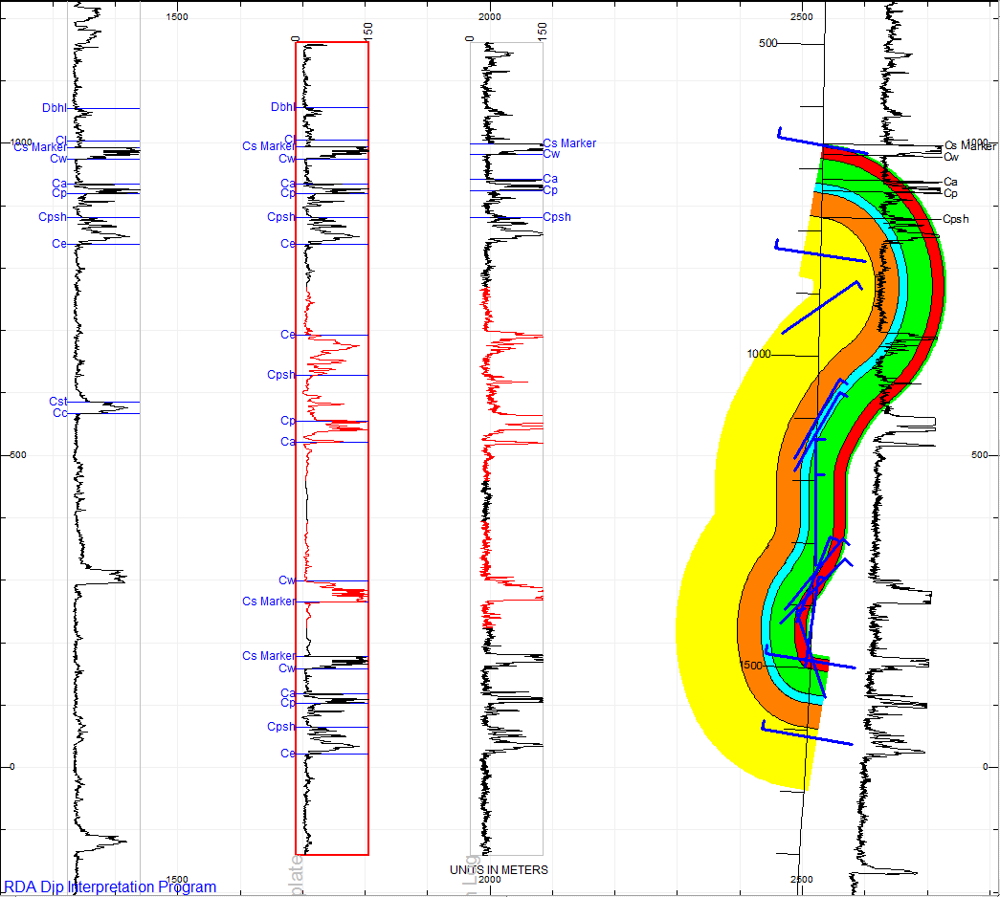 1500
2000
2500
0
150
0
150
500
Dbhl
Dbhl
Cl
Cl
1000
Cs Marker
Cs Marker
Cs Marker
Cs Marker
1000
Cw
Cw
Cw
Cw
Ca
Ca
Ca
Ca
Cp
Cp
Cp
Cp
Cpsh
Cpsh
Cpsh
Cpsh
Ce
Ce
Ce
1000
Cpsh
Cst
Cc
Cp
Ca
500
500
Cw
Cs Marker
Cs Marker
Cw
1500
Ca
Cp
Cpsh
Ce
0
0
plate
n Log
UNITS IN METERS
1500
2000
2500
RDA Dip Interpretation Program